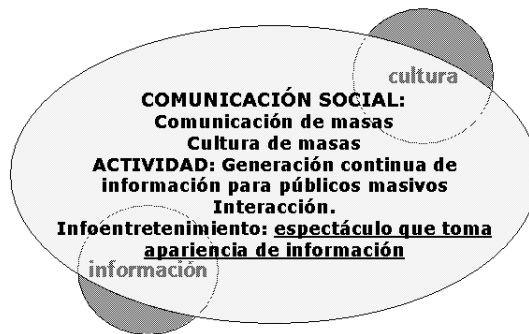 cultura
COMUNICACIÓN SOCIAL:
Comunicación de masas
Cultura de masas
ACTIVIDAD: Generación continua de
información para públicos masivos
Interacción.
Infoentretenimiento: espectáculo que toma
apariencia de información
información